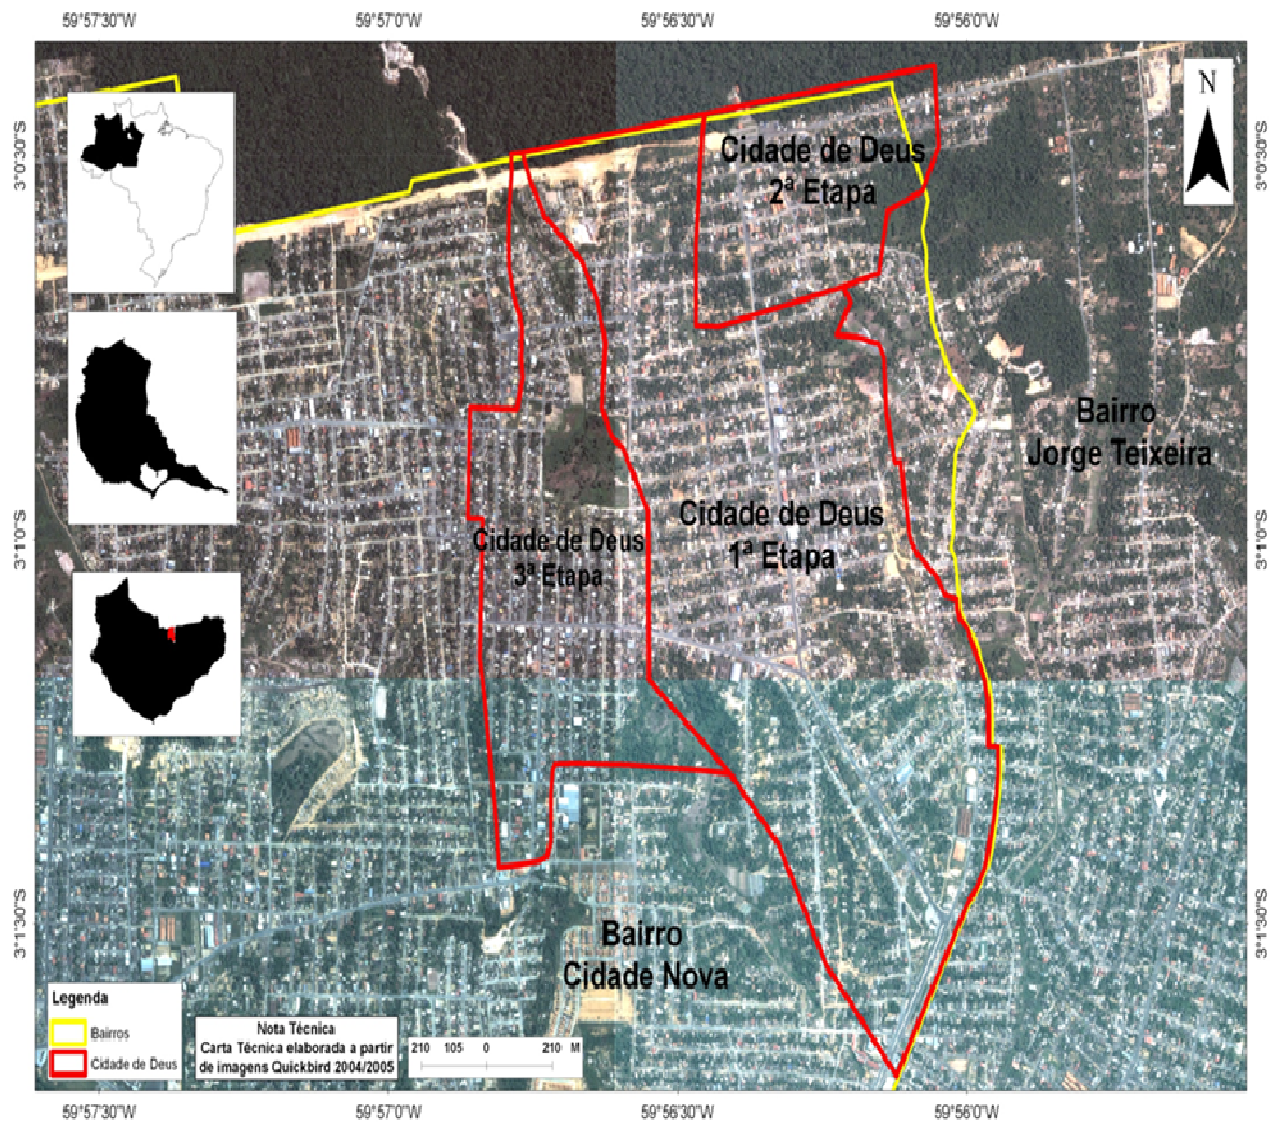 59°57'30"W
59°57'0"W
59°56'30"W
59°56'0"W
N
3°0'30"S
3°0'30"S
Cidade de Deus
2ª Etapa
Bairro
Jorge Teixeira
Cidade de Deus
1ª Etapa
Cidade de Deus
3ª Etapa
3°1'0"S
3°1'0"S
3°1'30"S
3°1'30"S
Bairro
Cidade Nova
Legenda
Bairros
Cidade de Deus
Nota Técnica
Carta Técnica elaborada a partir
de imagens Quickbird 2004/2005
210 105 0 210 M
59°57'30"W
59°57'0"W
59°56'30"W
59°56'0"W